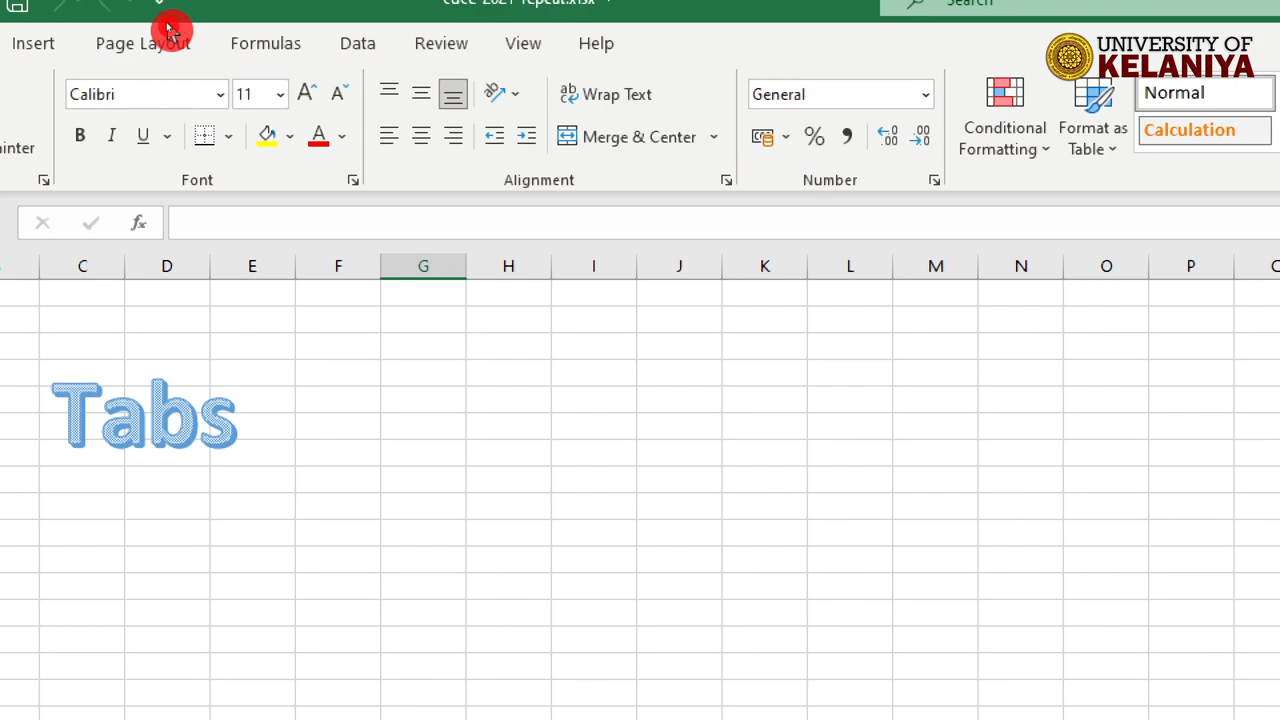 Search
Insert Page Layout Formulas Data Review View Help
UNIVERSITY OF
KELANIYA
Calibri 11 Wrap Text General Normal
B I U A Merge & Center % Conditional Formatting Format as Table Calculation
Font Alignment Number
fx
C D E F G H I J K L M N O P
Tabs